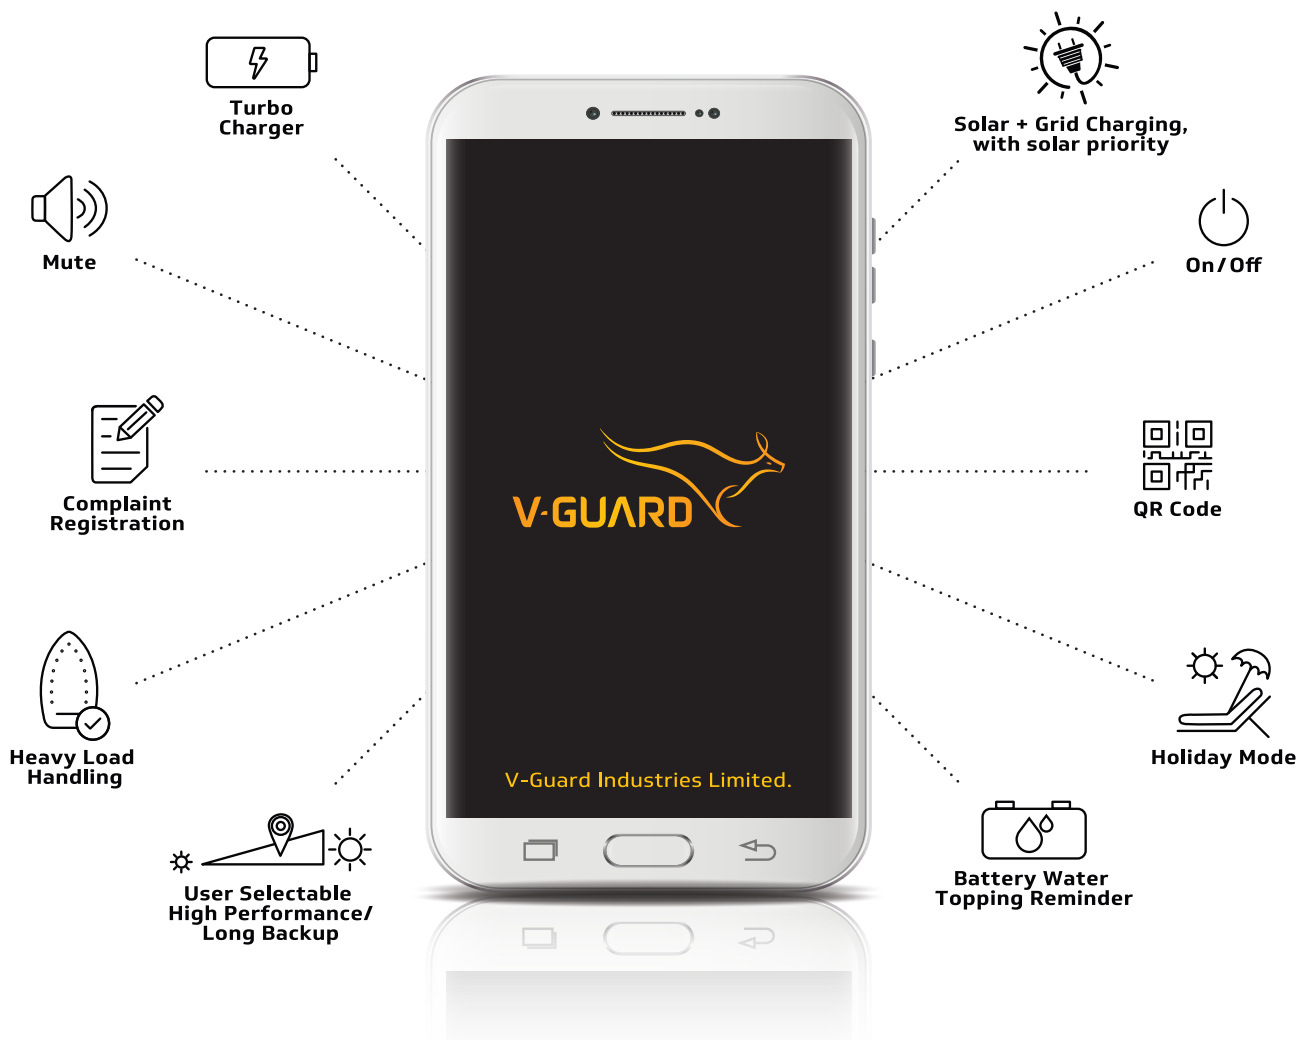 Turbo
Charger
Solar + Grid Charging,
with solar priority
Mute
On/Off
Complaint
Registration
QR Code
V-GUARD
Heavy Load
Handling
Holiday Mode
V-Guard Industries Limited.
User Selectable
High Performance/
Long Backup
Battery Water
Topping Reminder